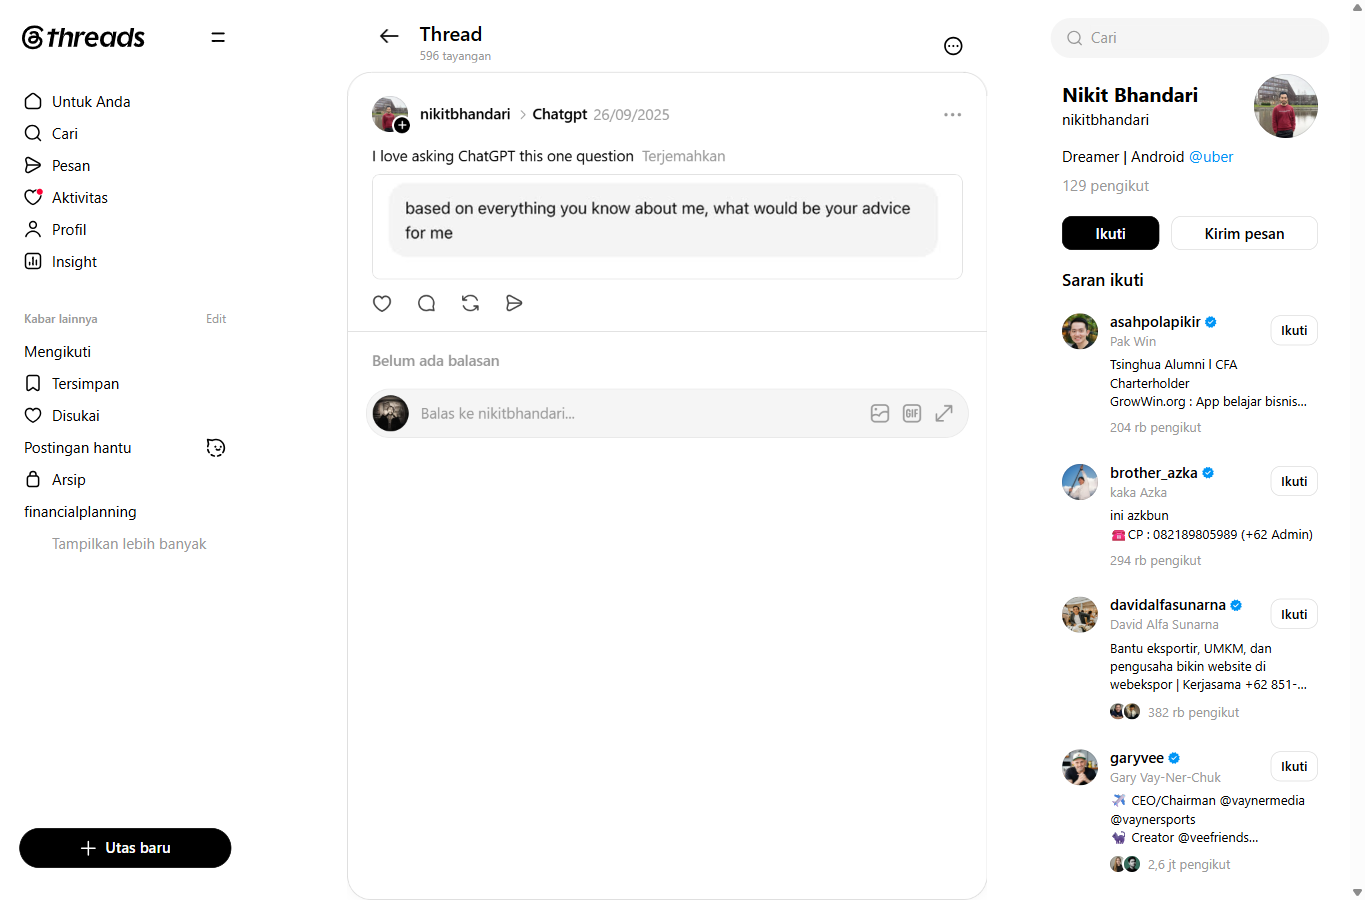 threads
Untuk Anda
Cari
Pesan
Aktivitas
Profil
Insight
Kabar lainnya
Edit
Mengikuti
Tersimpan
Disukai
Postingan hantu
Arsip
financialplanning
Tampilkan lebih banyak
Utas baru
Thread
596 tayangan
nikitbhandari Chatgpt 26/09/2025
I love asking ChatGPT this one question Terjemahkan
based on everything you know about me, what would be your advice
for me
Belum ada balasan
Balas ke nikitbhandari...
GIF
Cari
Nikit Bhandari
nikitbhandari
Dreamer | Android @uber
129 pengikut
Ikuti
Kirim pesan
Saran ikuti
asahpolapikir
Pak Win
Ikuti
Tsinghua Alumni l CFA
Charterholder
GrowWin.org : App belajar bisnis...
204 rb pengikut
brother_azka
kaka Azka
Ikuti
ini azkbun
CP : 082189805989 (+62 Admin)
294 rb pengikut
davidalfasunarna
David Alfa Sunarna
Ikuti
Bantu eksportir, UMKM, dan
pengusaha bikin website di
webekspor | Kerjasama +62 851-...
382 rb pengikut
garyvee
Gary Vay-Ner-Chuk
Ikuti
✈️ CEO/Chairman @vaynermedia
@vaynersports
🐈‍⬛ Creator @veefriends...
2,6 jt pengikut